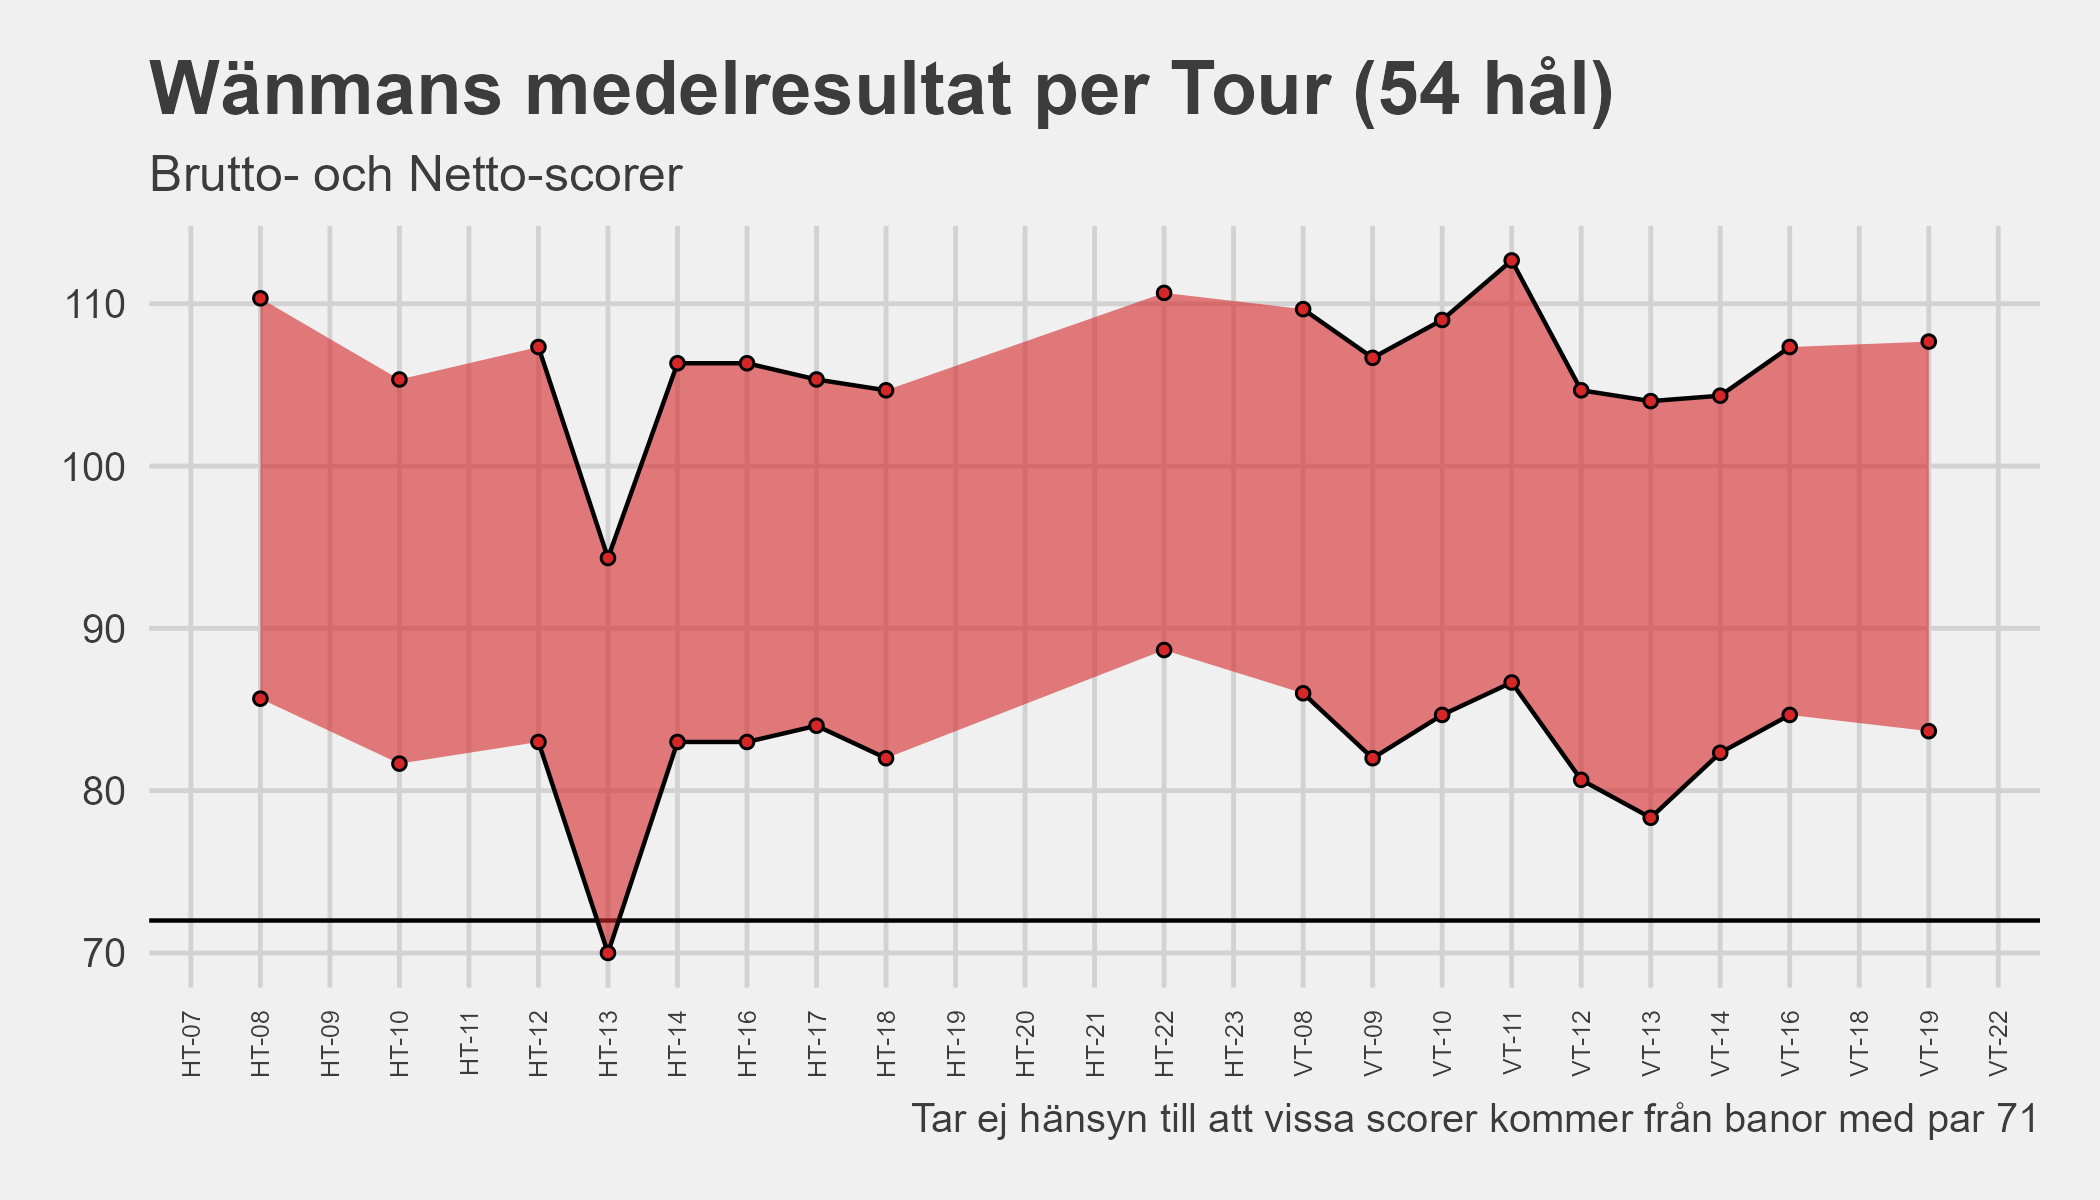 Wänmans medelresultat per Tour (54 hål)
Brutto- och Netto-scorer
110
100
90
80
70
HT-07
HT-08
HT-09
HT-10
HT-11
HT-12
HT-13
HT-14
HT-16
HT-17
HT-18
HT-19
HT-20
HT-21
HT-22
HT-23
VT-08
VT-09
VT-10
VT-11
VT-12
VT-13
VT-14
VT-16
VT-18
VT-19
VT-22
Tar ej hänsyn till att vissa scorer kommer från banor med par 71